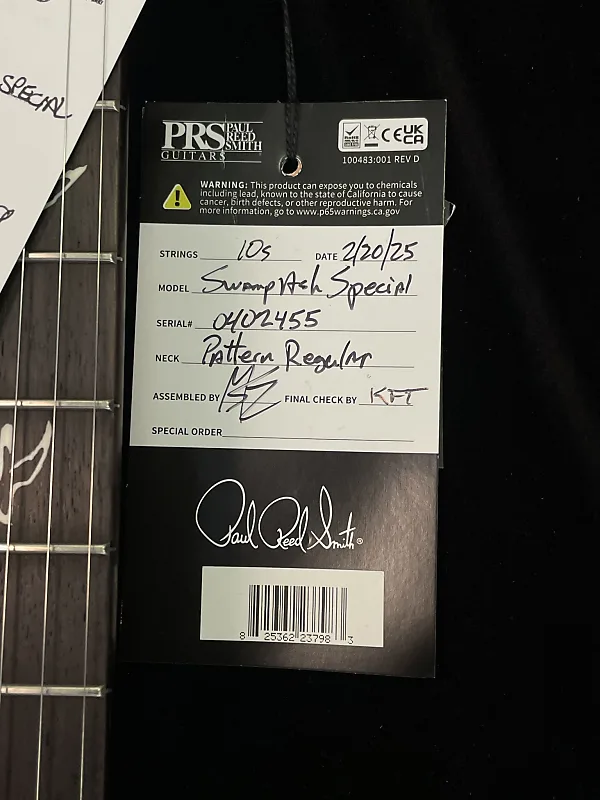 SPECIAL
PRS PAUL REED SMITH
GUITARS
CE UKCA
100483:001 REV D
WARNING: This product can expose you to chemicals
including lead, known to the state of California to cause
cancer, birth defects, or other reproductive harm. For
more information, go to www.p65warnings.ca.gov
STRINGS 10s DATE 2/20/25
MODEL Swamp Ash Special
SERIAL# 0402455
NECK Pattern Regular
ASSEMBLED BY FINAL CHECK BY KFT
SPECIAL ORDER
Paul Reed Smith®
8 25362 23798 3